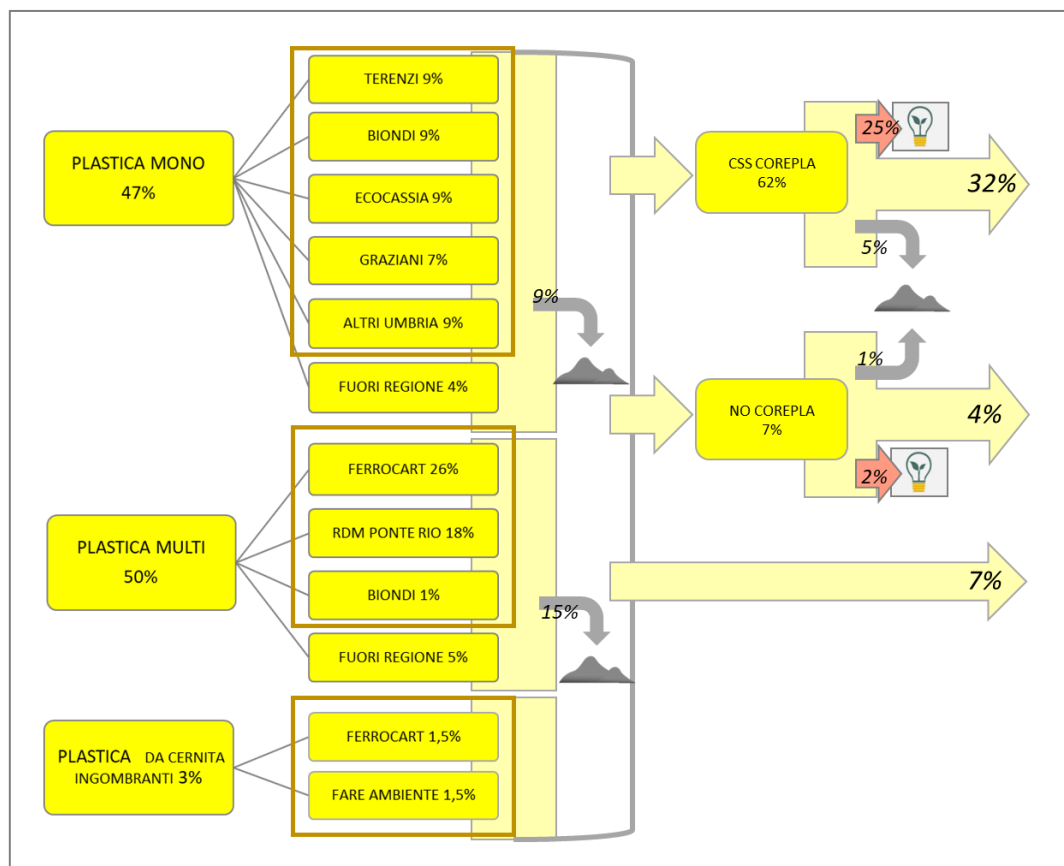 PLASTICA MONO
47%
TERENZI 9%
BIONDI 9%
ECOCASSIA 9%
GRAZIANI 7%
ALTRI UMBRIA 9%
FUORI REGIONE 4%
9%
PLASTICA MULTI
50%
FERROCART 26%
RDM PONTE RIO 18%
BIONDI 1%
FUORI REGIONE 5%
15%
PLASTICA DA CERNITA
INGOMBRANTI 3%
FERROCART 1,5%
FARE AMBIENTE 1,5%
CSS COREPLA
62%
25%
32%
5%
NO COREPLA
7%
1%
4%
2%
7%